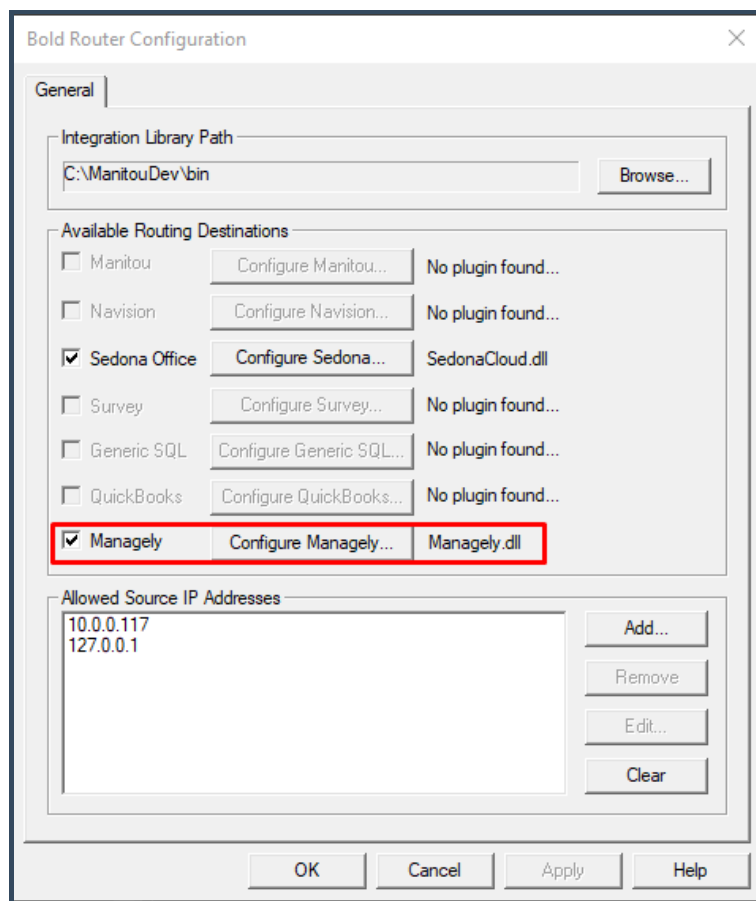 Bold Router Configuration
General
Integration Library Path
C:\ManitouDev\bin
Browse...
Available Routing Destinations
Manitou Configure Manitou... No plugin found...
Navision Configure Navision... No plugin found...
Sedona Office Configure Sedona... SedonaCloud.dll
Survey Configure Survey... No plugin found...
Generic SQL Configure Generic SQL... No plugin found...
QuickBooks Configure QuickBooks... No plugin found...
Managely Configure Managely... Managely.dll
Allowed Source IP Addresses
10.0.0.117
127.0.0.1
Add...
Remove
Edit...
Clear
OK Cancel Apply Help